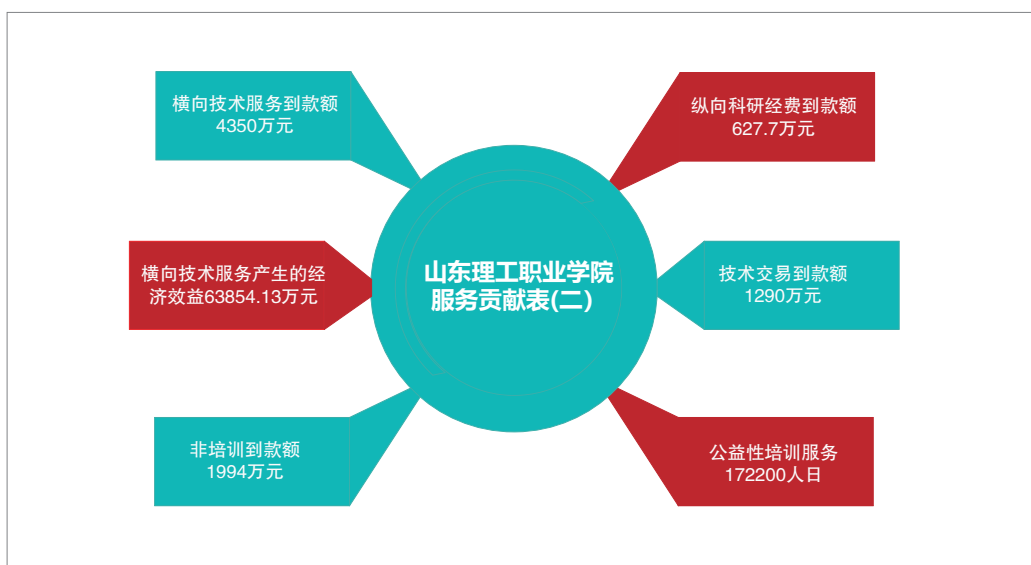 横向技术服务到款额
4350万元
纵向科研经费到款额
627.7万元
横向技术服务产生的经
济效益63854.13万元
山东理工职业学院
服务贡献表(二)
技术交易到款额
1290万元
非培训到款额
1994万元
公益性培训服务
172200人日